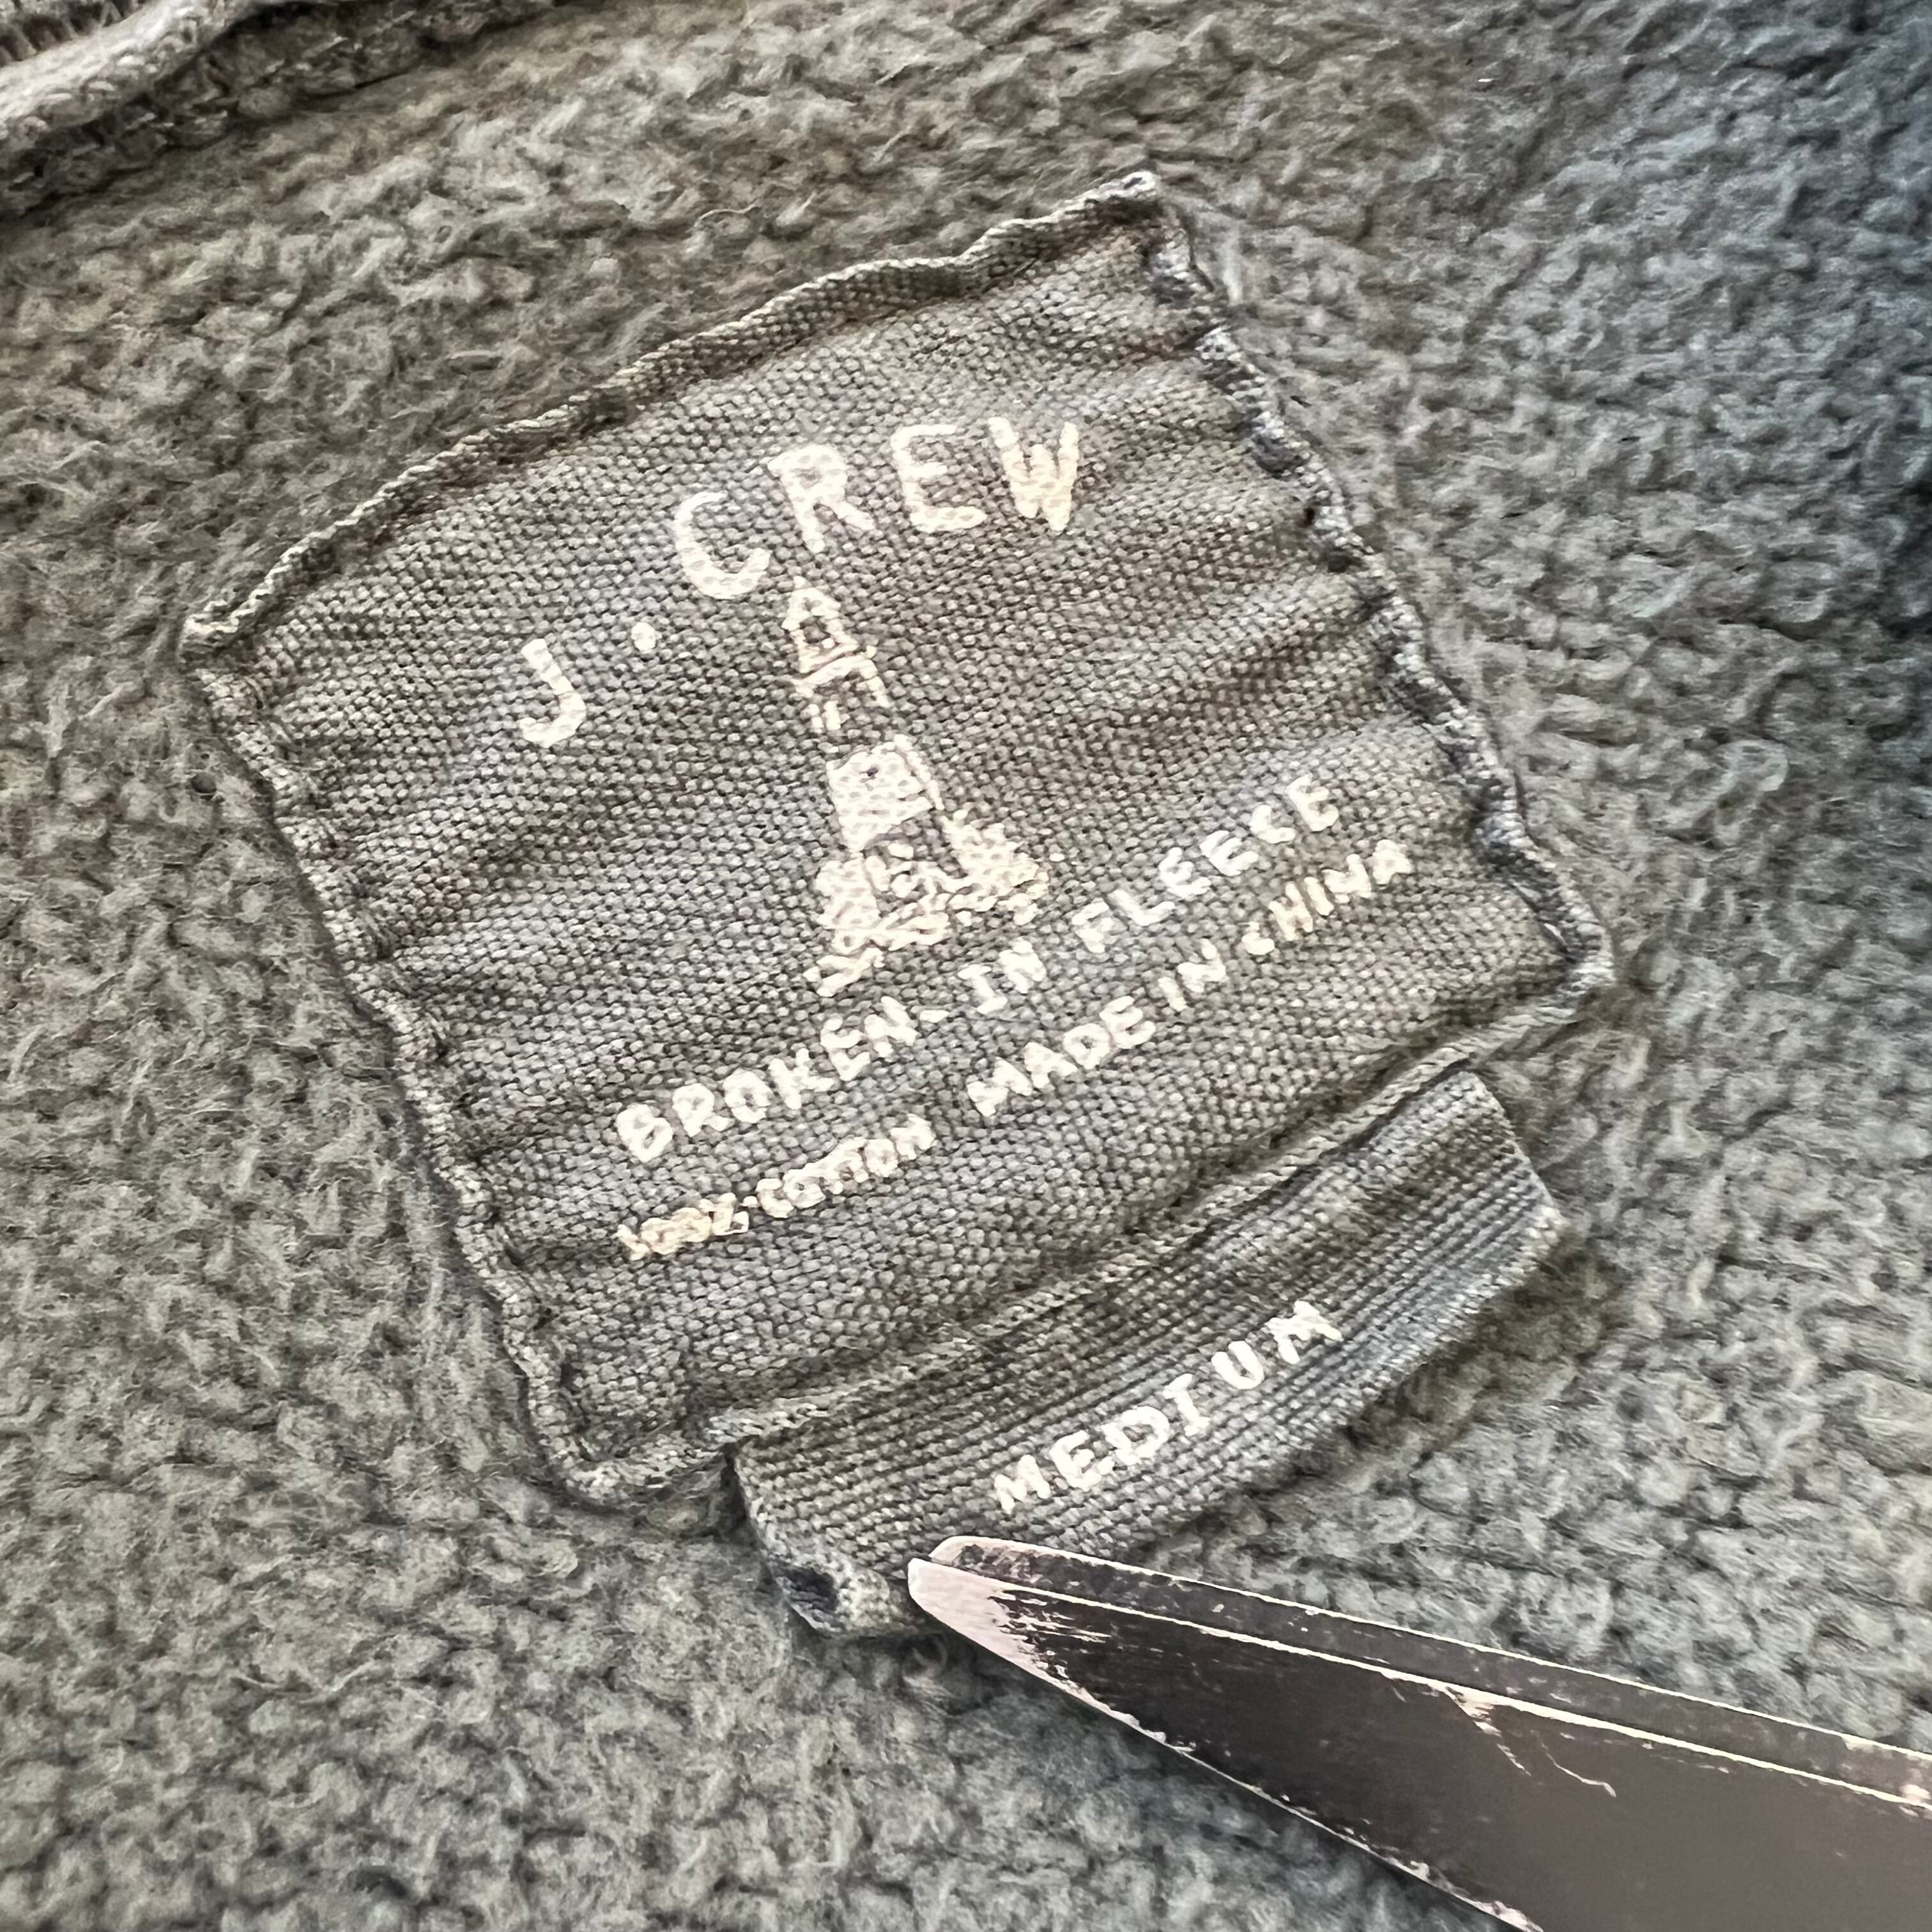 J·CREW
BROKEN-IN FLEECE
100% COTTON MADE IN CHINA
MEDIUM